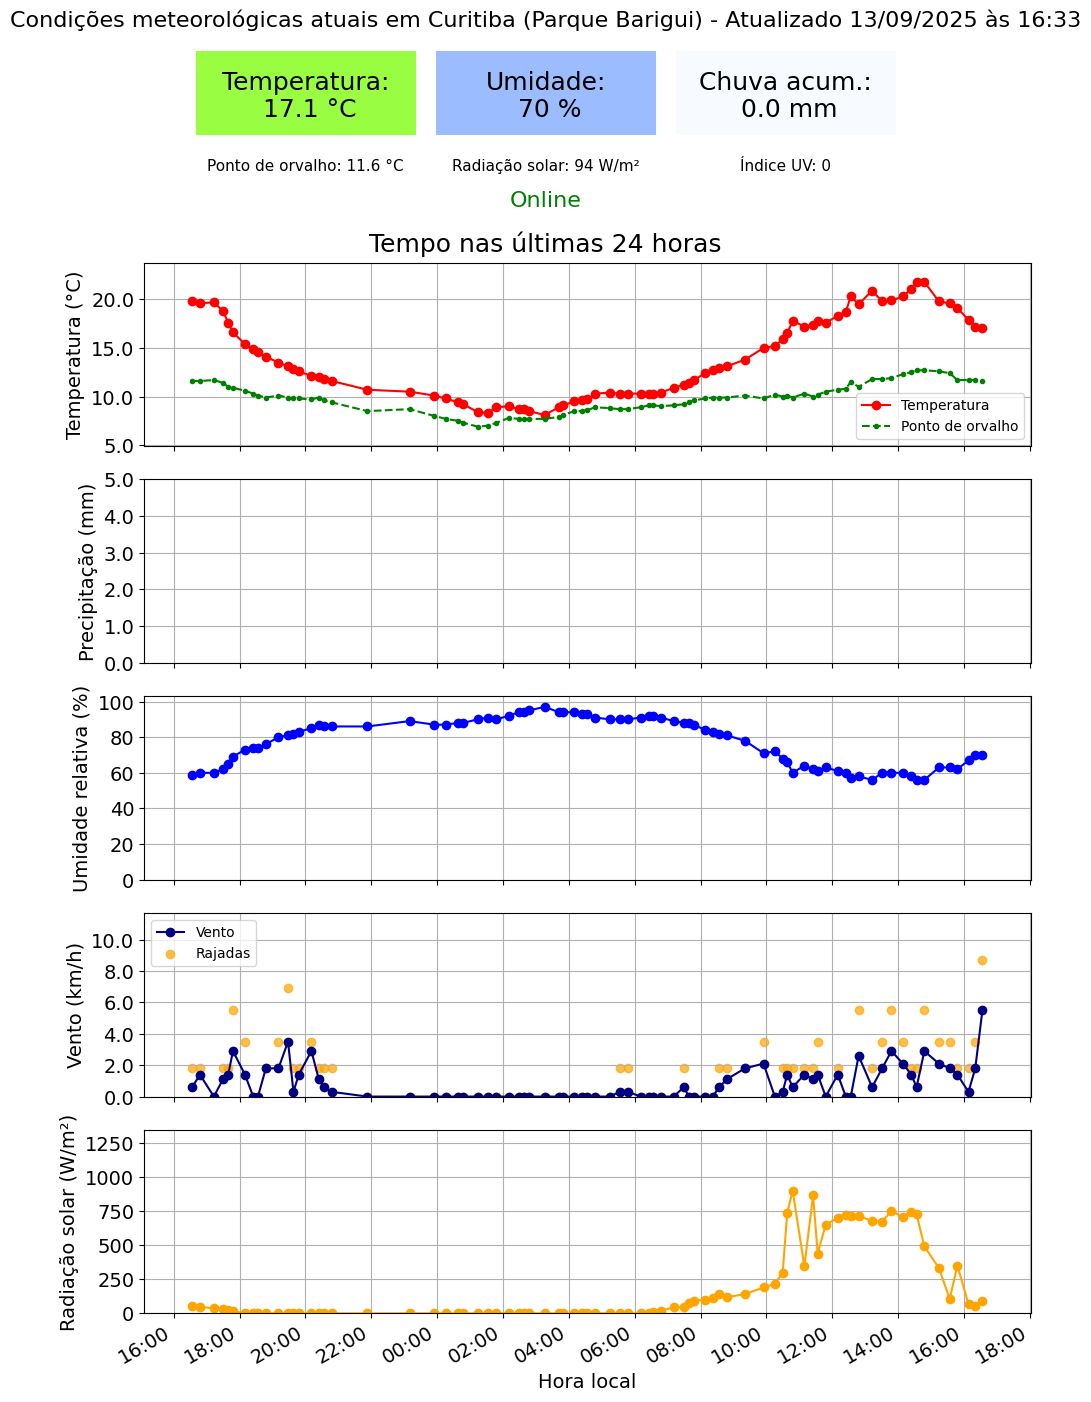 Condições meteorológicas atuais em Curitiba (Parque Barigui) - Atualizado 13/09/2025 às 16:33
Temperatura:
17.1 °C
Umidade:
70 %
Chuva acum.:
0.0 mm
Ponto de orvalho: 11.6 °C
Radiação solar: 94 W/m²
Índice UV: 0
Online
Tempo nas últimas 24 horas
Temperatura (°C)
20.0
15.0
10.0
5.0
Temperatura
Ponto de orvalho
Precipitação (mm)
5.0
4.0
3.0
2.0
1.0
0.0
Umidade relativa (%)
100
80
60
40
20
0
Vento (km/h)
10.0
8.0
6.0
4.0
2.0
0.0
Vento
Rajadas
Radiação solar (W/m²)
1250
1000
750
500
250
0
16:00
18:00
20:00
22:00
00:00
02:00
04:00
06:00
08:00
10:00
12:00
14:00
16:00
18:00
Hora local